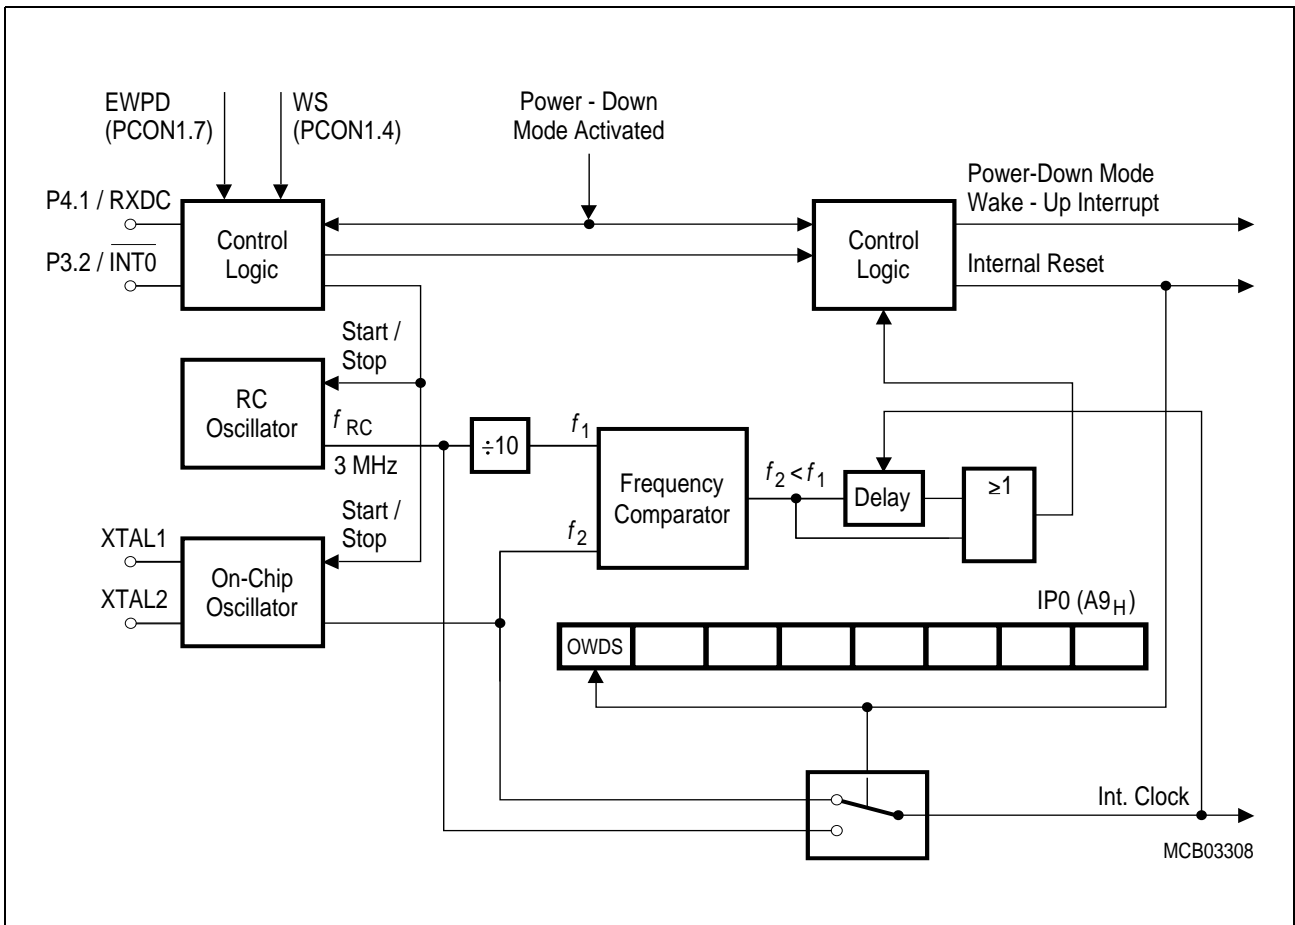 EWPD
(PCON1.7)
WS
(PCON1.4)
Power - Down
Mode Activated
P4.1 / RXDC
P3.2 / INT0
Control
Logic
Control
Logic
Power-Down Mode
Wake - Up Interrupt
Internal Reset
Start /
Stop
RC
Oscillator
f RC
3 MHz
÷10
f1
f2
Frequency
Comparator
f2 < f1
Delay
≥1
Start /
Stop
XTAL1
XTAL2
On-Chip
Oscillator
IP0 (A9H)
OWDS
Int. Clock
MCB03308